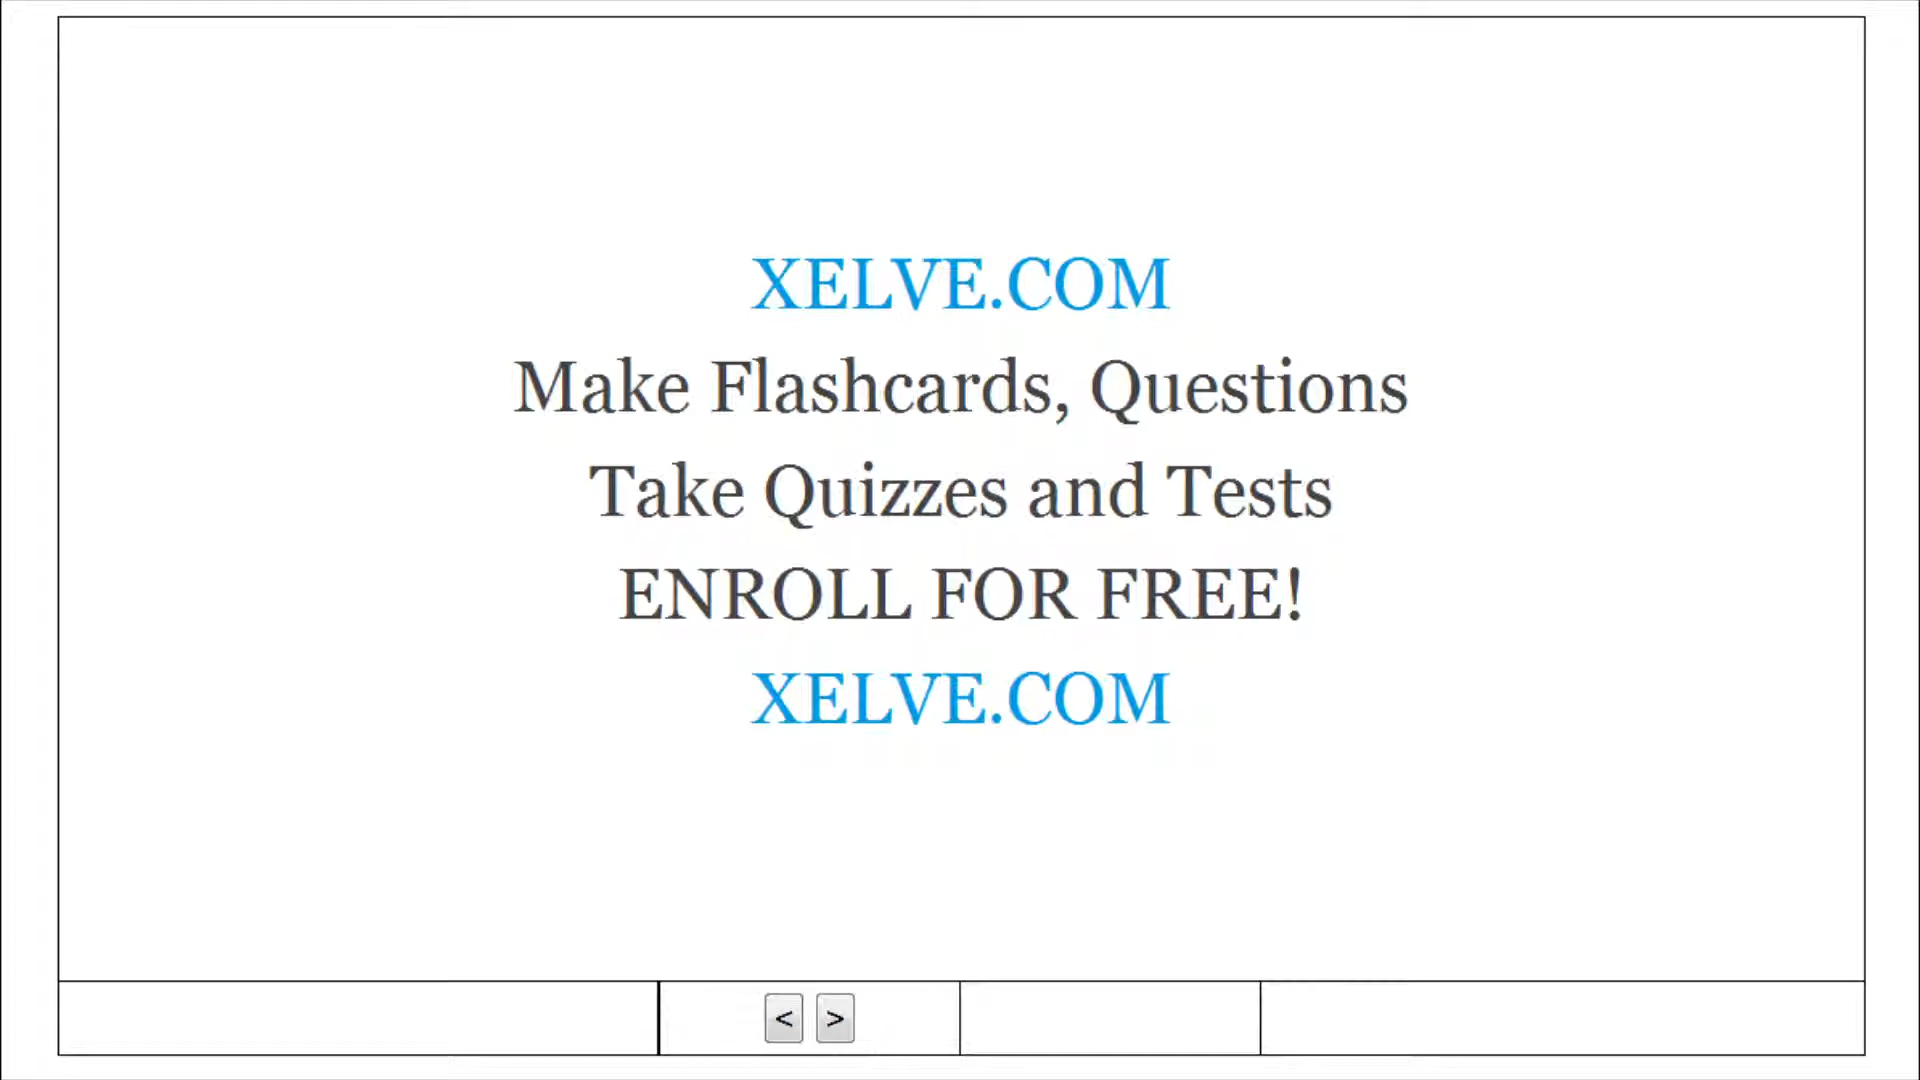 XELVE.COM
Make Flashcards, Questions
Take Quizzes and Tests
ENROLL FOR FREE!
XELVE.COM
< >